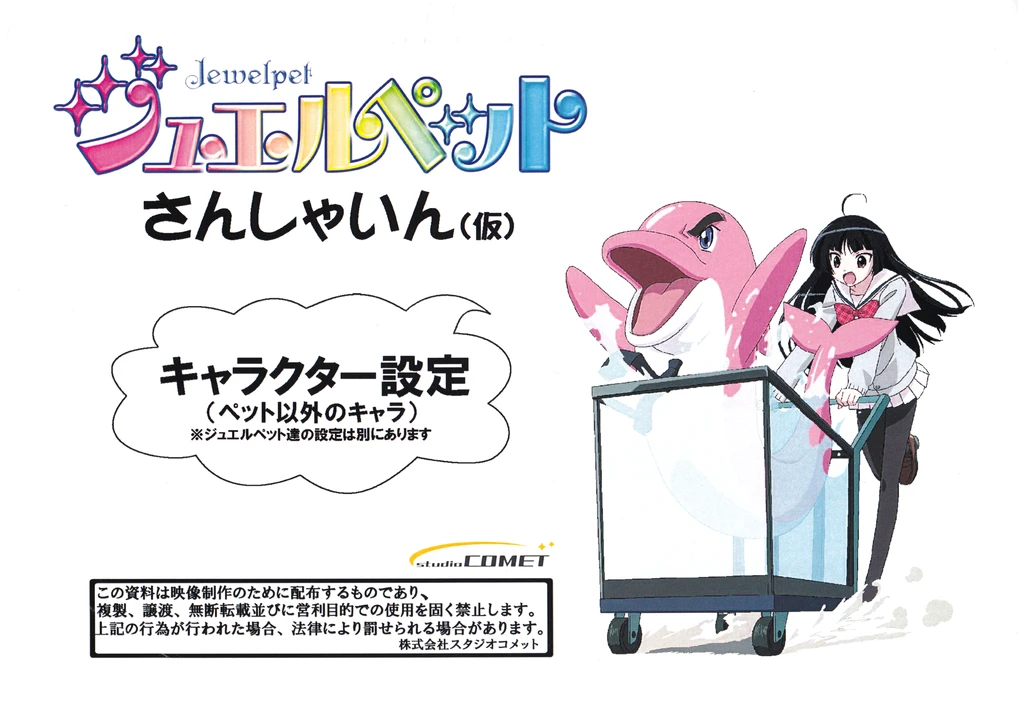 Jewelpet
ジュエルペット
さんしゃいん(仮)
キャラクター設定
(ペット以外のキャラ)
※ジュエルペット達の設定は別にあります
studio COMET
この資料は映像制作のために配布するものであり、
複製、譲渡、無断転載並びに営利目的での使用を固く禁止します。
上記の行為が行われた場合、法律により罰せられる場合があります。
株式会社スタジオコメット